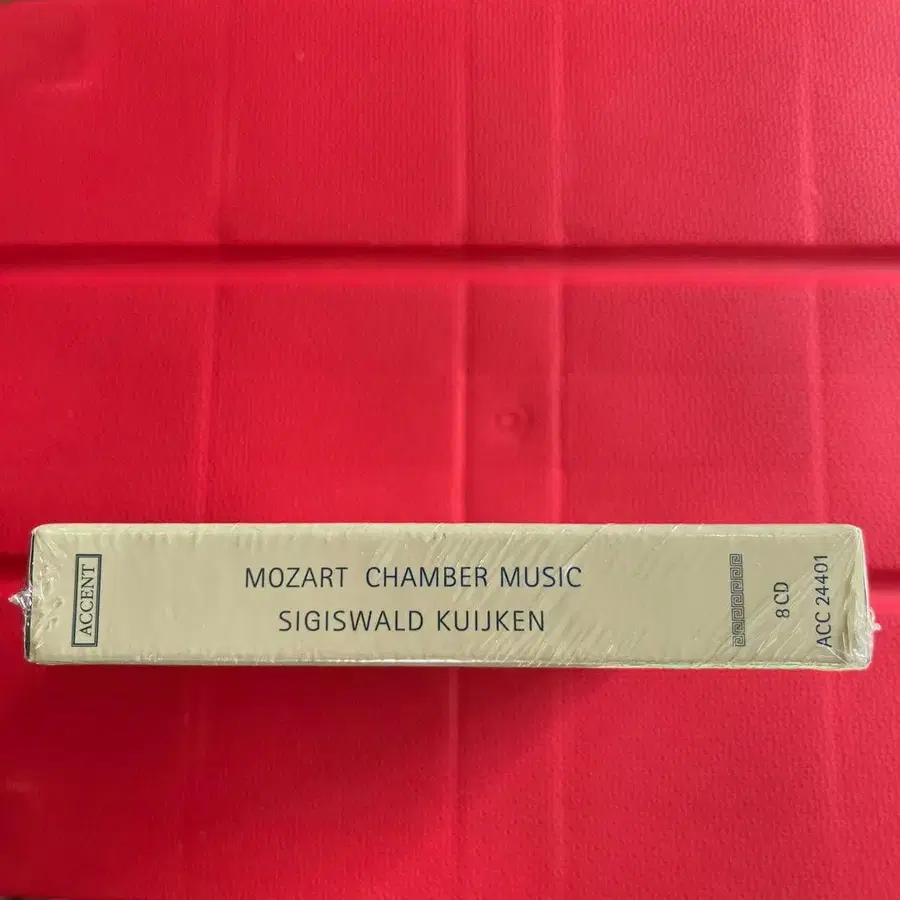 ACCENT
MOZART CHAMBER MUSIC
SIGISWALD KUIJKEN
8 CD
ACC 24401